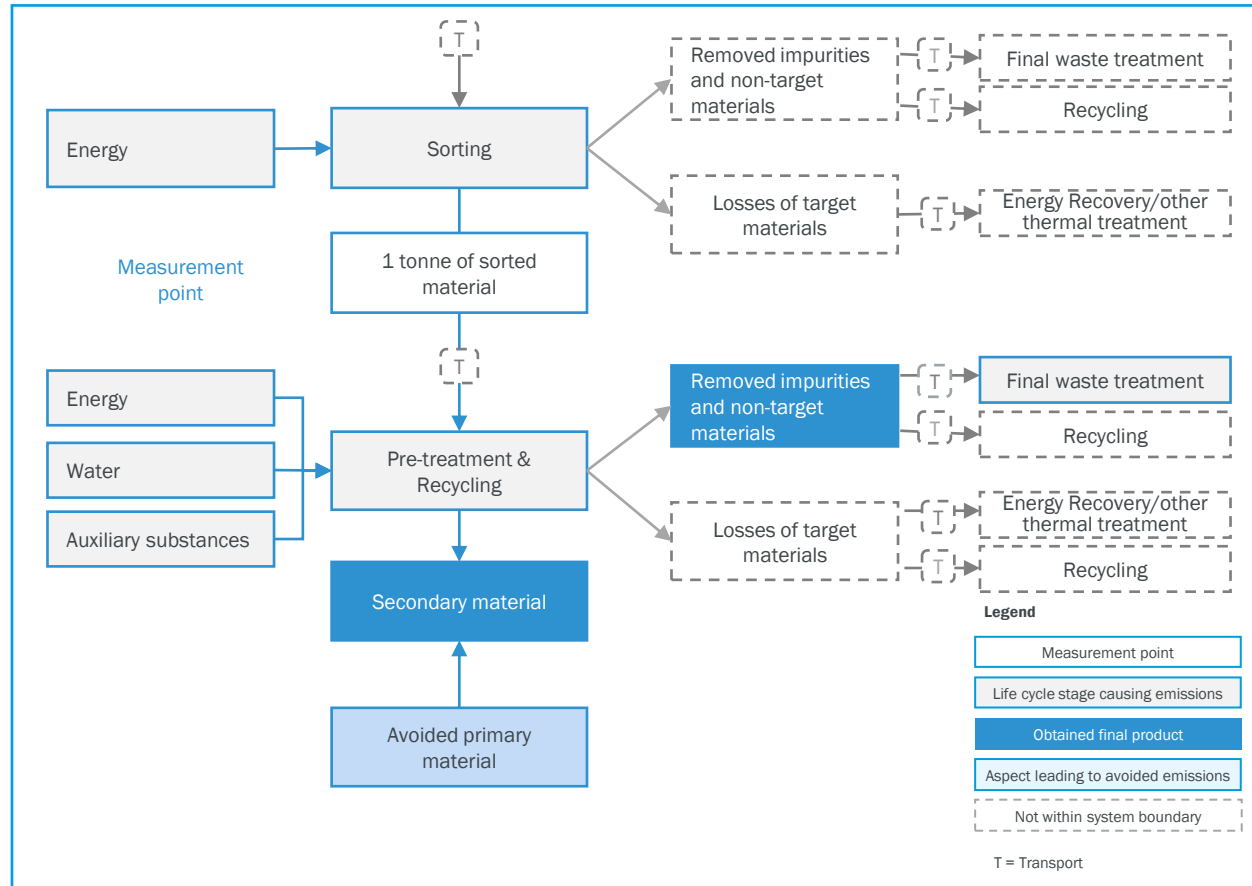 T
Removed impurities
and non-target
materials
T
Final waste treatment
T
Recycling
Energy
Sorting
Losses of target
materials
T
Energy Recovery/other
thermal treatment
Measurement
point
1 tonne of sorted
material
T
Energy
Water
Auxiliary substances
Pre-treatment &
Recycling
Removed impurities
and non-target
materials
T
Final waste treatment
T
Recycling
Losses of target
materials
T
Energy Recovery/other
thermal treatment
T
Recycling
Secondary material
Avoided primary
material
Legend
Measurement point
Life cycle stage causing emissions
Obtained final product
Aspect leading to avoided emissions
Not within system boundary
T = Transport